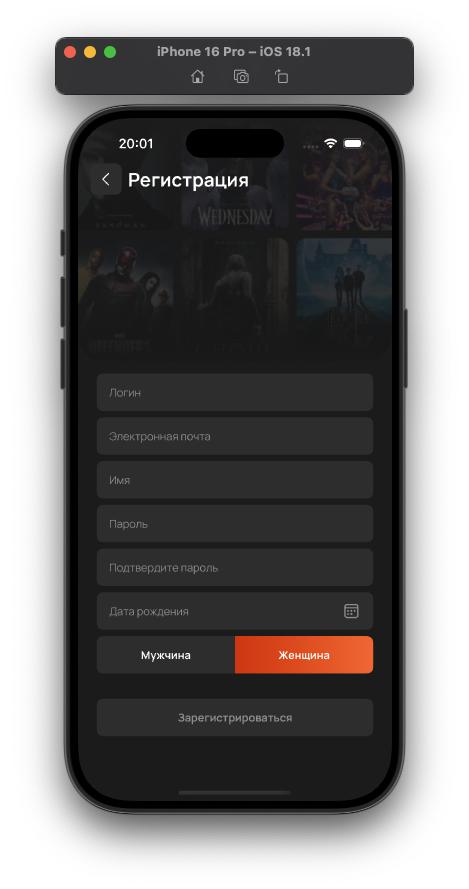 iPhone 16 Pro – iOS 18.1
20:01
Регистрация
WEDNESDAY
Логин
Электронная почта
Имя
Пароль
Подтвердите пароль
Дата рождения
Мужчина
Женщина
Зарегистрироваться